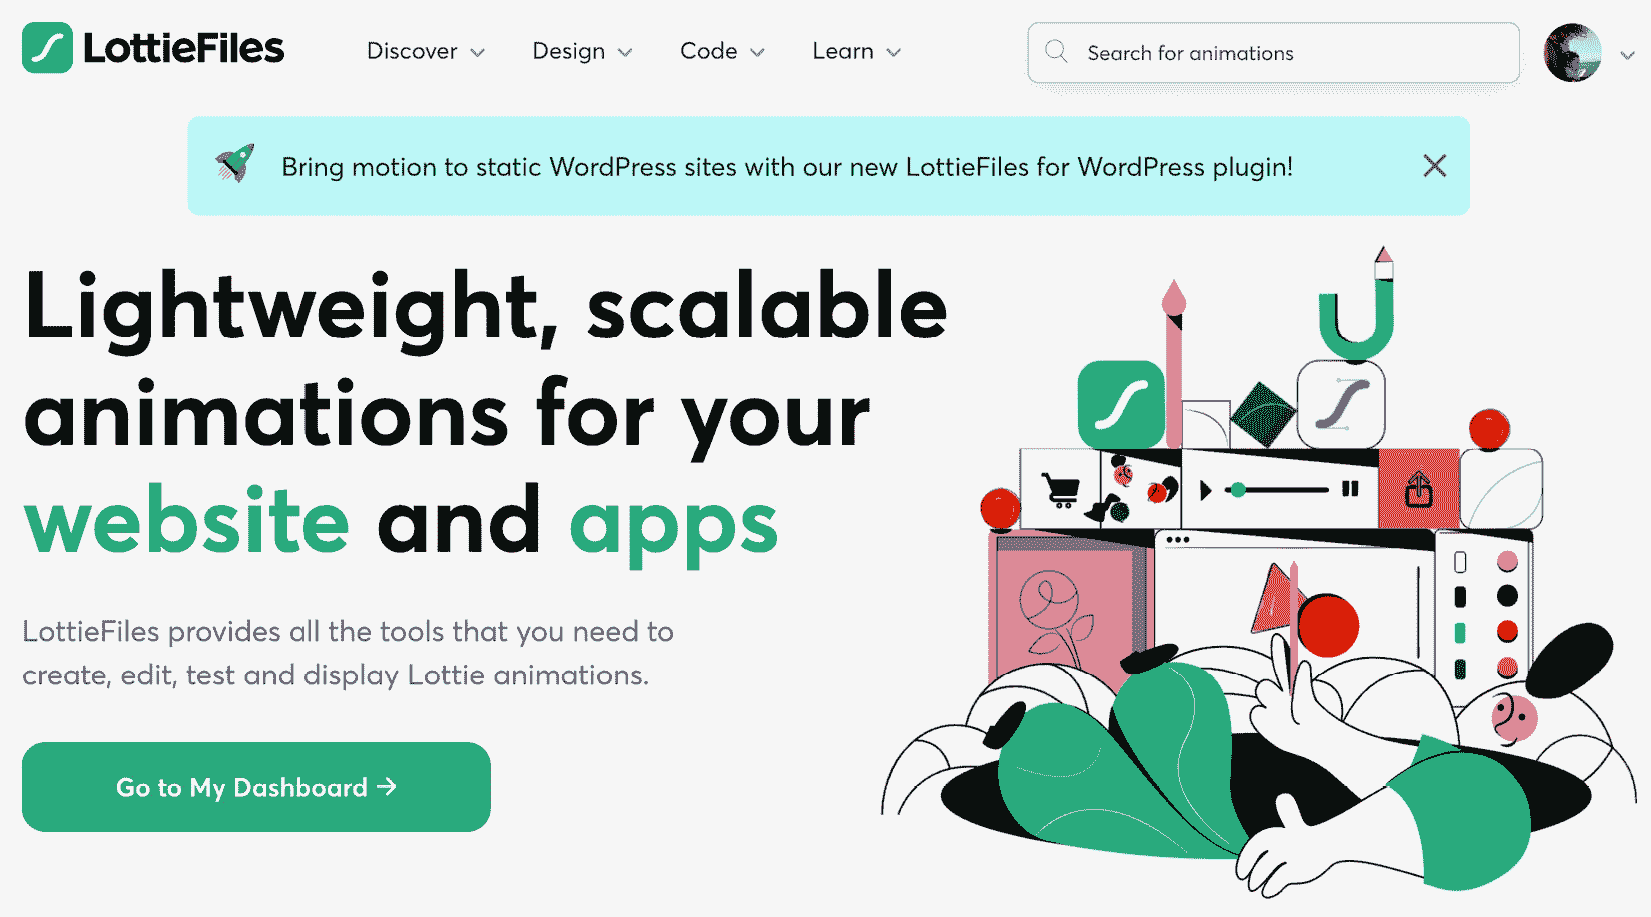 LottieFiles
Discover
Design
Code
Learn
Search for animations
Bring motion to static WordPress sites with our new LottieFiles for WordPress plugin!
Lightweight, scalable
animations for your
website and apps
LottieFiles provides all the tools that you need to
create, edit, test and display Lottie animations.
Go to My Dashboard →